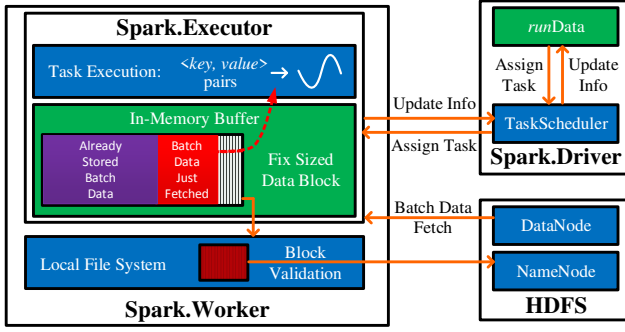 Spark.Executor
Task Execution:
<key, value>
pairs
In-Memory Buffer
Already
Stored
Batch
Data
Batch
Data
Just
Fetched
Fix Sized
Data Block
Local File System
Block
Validation
Spark.Worker
Update Info
Assign Task
Batch Data
Fetch
runData
Assign
Task
Update
Info
TaskScheduler
Spark.Driver
DataNode
NameNode
HDFS